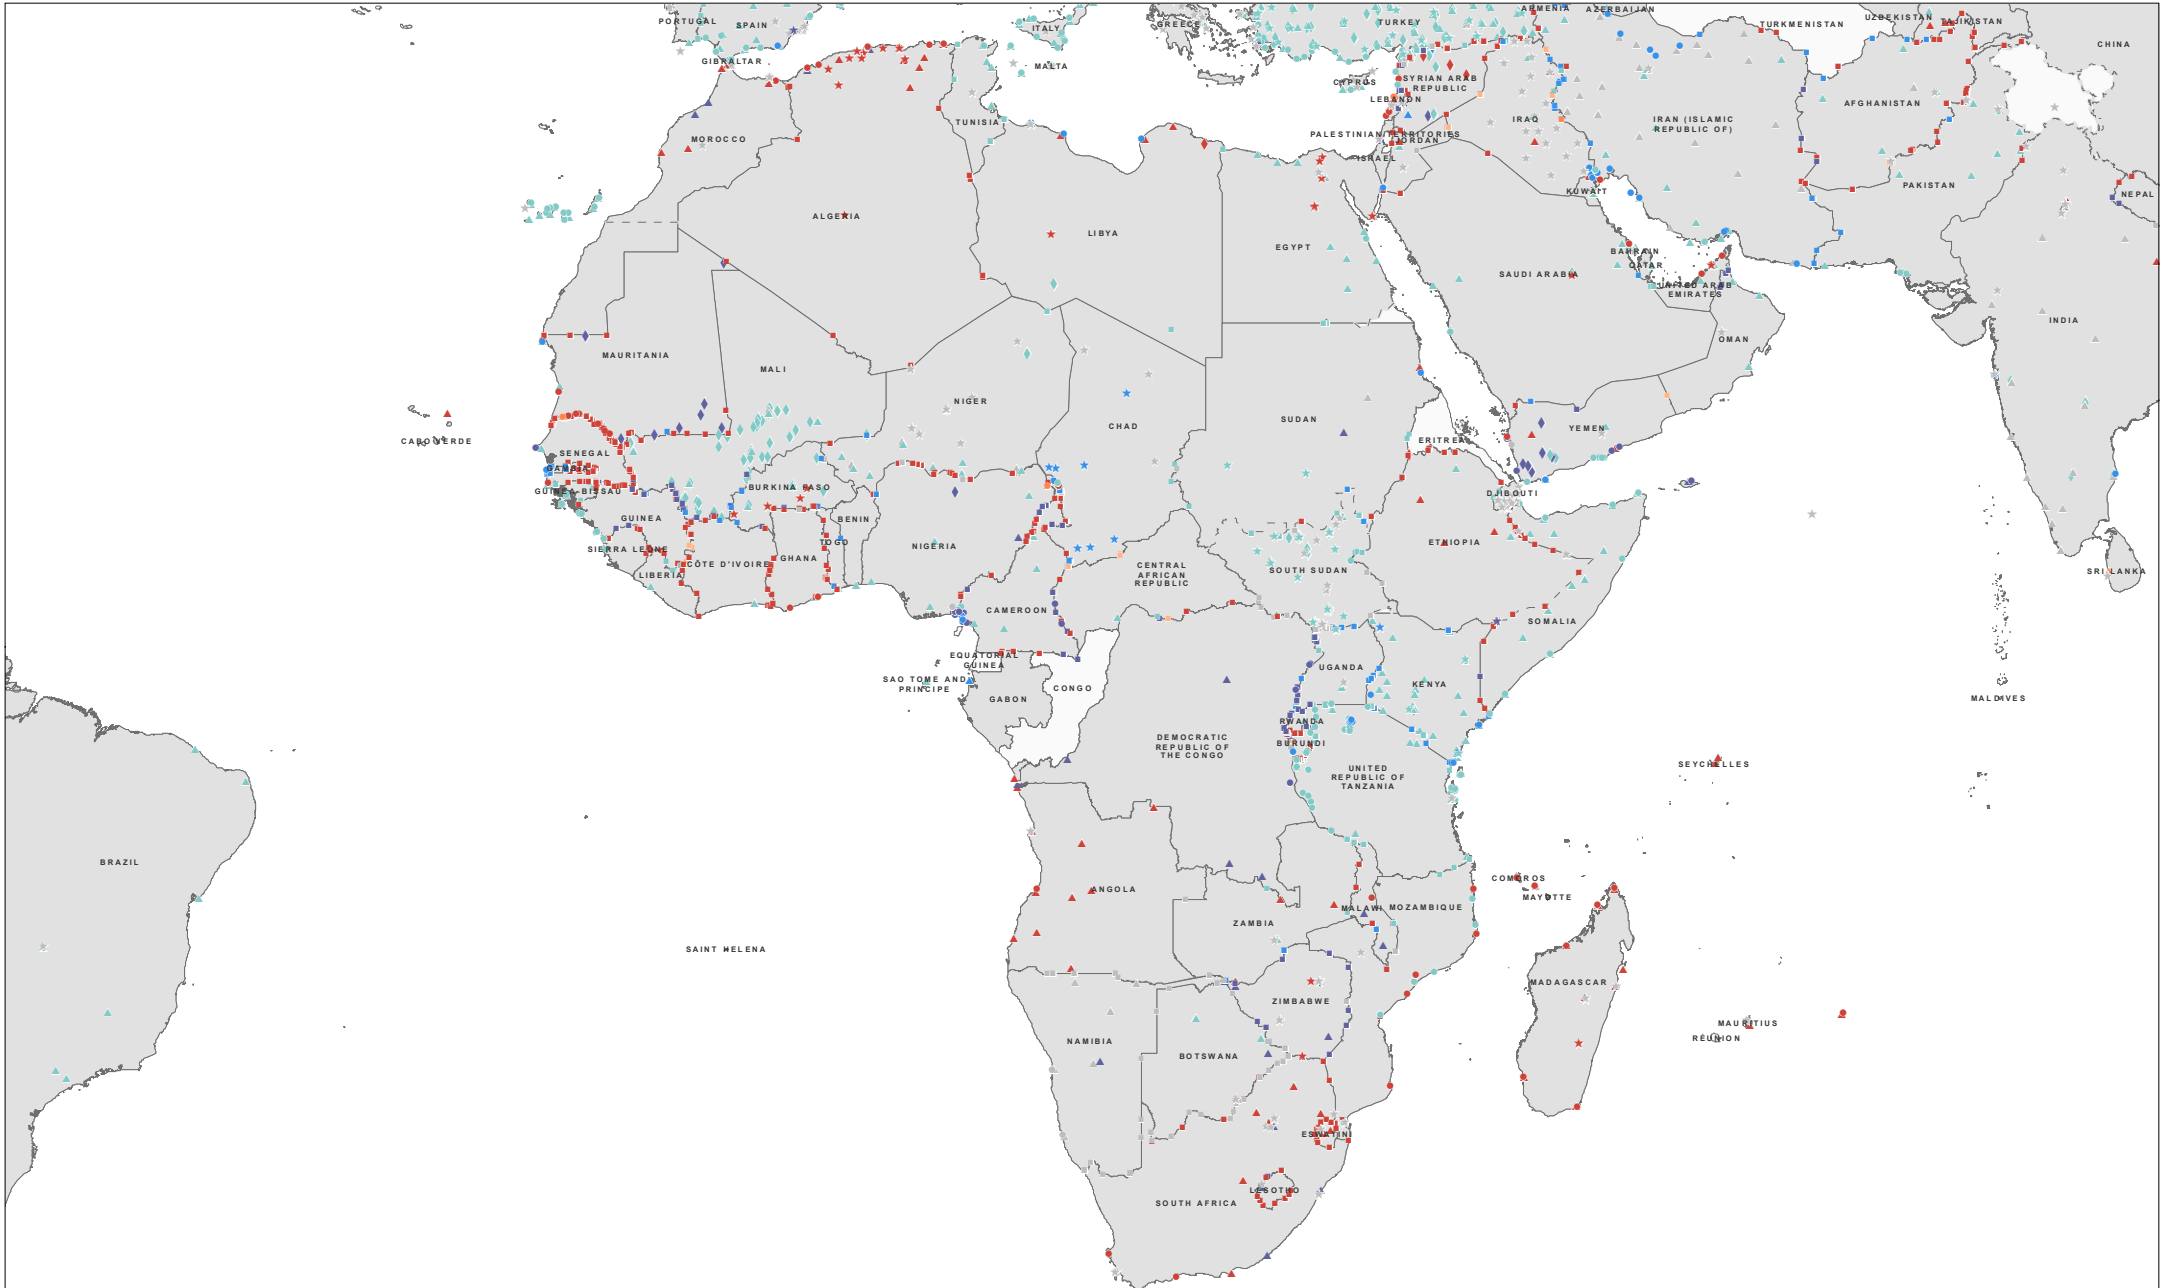 PORTUGAL
SPAIN
ITALY
GREECE
TURKEY
ARMENIA
AZERBAIJAN
TURKMENISTAN
UZBEKISTAN
TAJIKISTAN
CHINA
GIBLRALTAR
MALTA
CYPRUS
SYRIAN ARAB
REPUBLIC
LEBANON
AFGHANISTAN
MOROCCO
TUNISIA
PALESTINIAN TERRITORIES
JORDAN
ISRAEL
IRAQ
IRAN (ISLAMIC
REPUBLIC OF)
KUWAIT
PAKISTAN
NEPAL
ALGERIA
LIBYA
EGYPT
BAHRAIN
QATAR
SAUDI ARABIA
UNITED ARAB
EMIRATES
OMAN
INDIA
MAURITANIA
MALI
NIGER
CHAD
SUDAN
ERITREA
YEMEN
CABO VERDE
SENEGAL
GAMBIA
GUINEA-BISSAU
BURKINA FASO
DJIBOUTI
GUINEA
BENIN
TOGO
NIGERIA
SIERRA LEONE
CÔTE D'IVOIRE
GHANA
LIBERIA
CENTRAL
AFRICAN
REPUBLIC
SOUTH SUDAN
ETHIOPIA
SRI LANKA
CAMEROON
SOMALIA
EQUATORIAL
GUINEA
SAO TOME AND
PRINCIPE
GABON
CONGO
UGANDA
KENYA
MALDIVES
RWANDA
BURUNDI
DEMOCRATIC
REPUBLIC OF
THE CONGO
UNITED
REPUBLIC OF
TANZANIA
SEYCHELLES
BRAZIL
ANGOLA
COMOROS
MAYOTTE
MALAWI
MOZAMBIQUE
ZAMBIA
SAINT HELENA
MADAGASCAR
ZIMBABWE
MAURITIUS
RÉUNION
NAMIBIA
BOTSWANA
ESWATINI
LESOTHO
SOUTH AFRICA